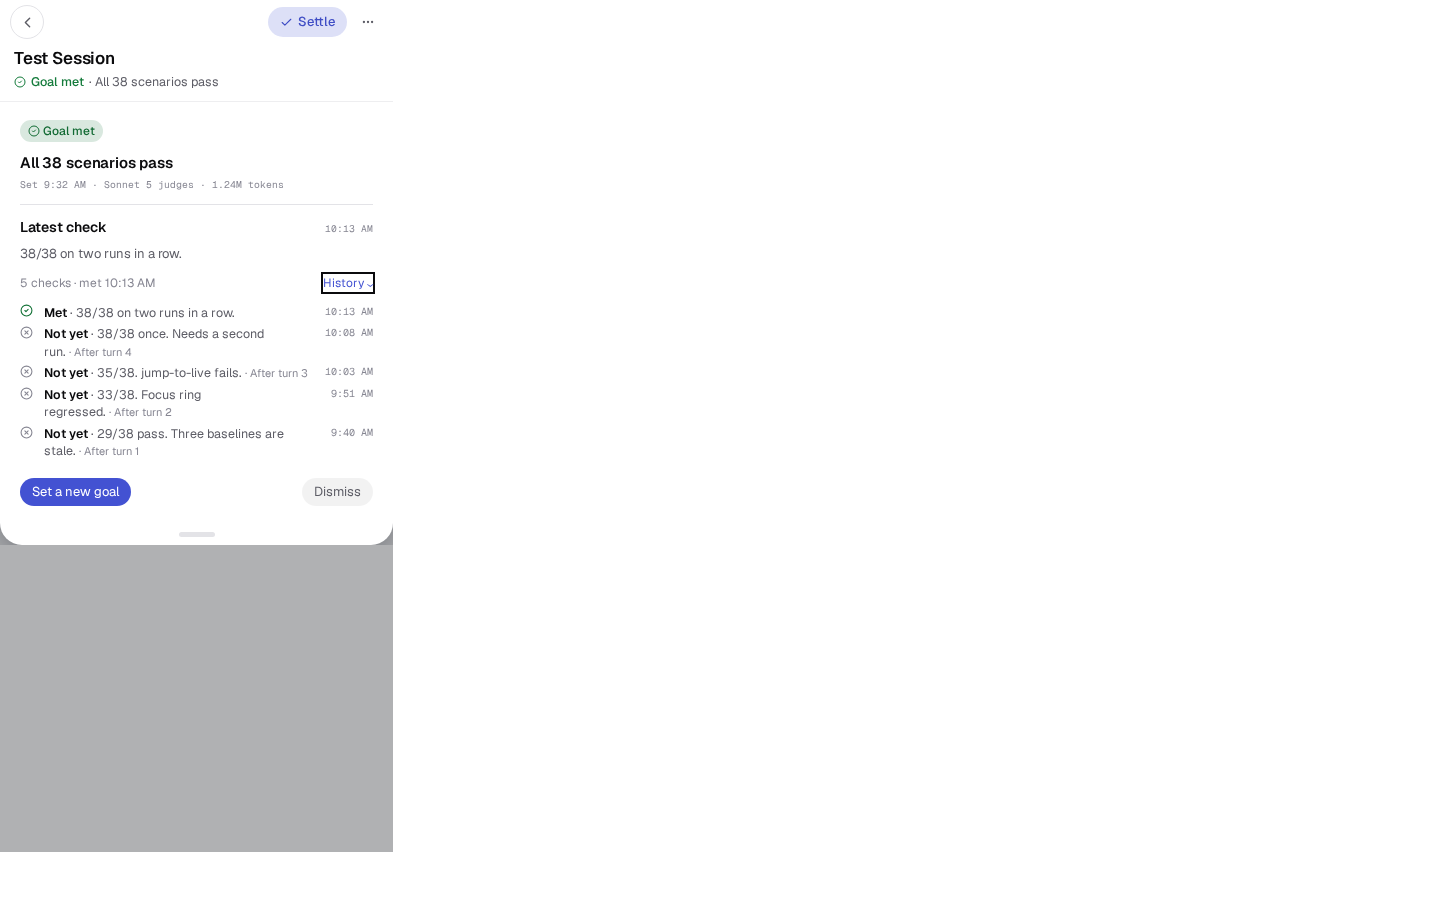 Settle
Test Session
Goal met · All 38 scenarios pass
Goal met
All 38 scenarios pass
Set 9:32 AM · Sonnet 5 judges · 1.24M tokens
Latest check 10:13 AM
38/38 on two runs in a row.
5 checks · met 10:13 AM History
Met · 38/38 on two runs in a row. 10:13 AM
Not yet · 38/38 once. Needs a second 10:08 AM
run. · After turn 4
Not yet · 35/38. jump-to-live fails. · After turn 3 10:03 AM
Not yet · 33/38. Focus ring 9:51 AM
regressed. · After turn 2
Not yet · 29/38 pass. Three baselines are 9:40 AM
stale. · After turn 1
Set a new goal Dismiss